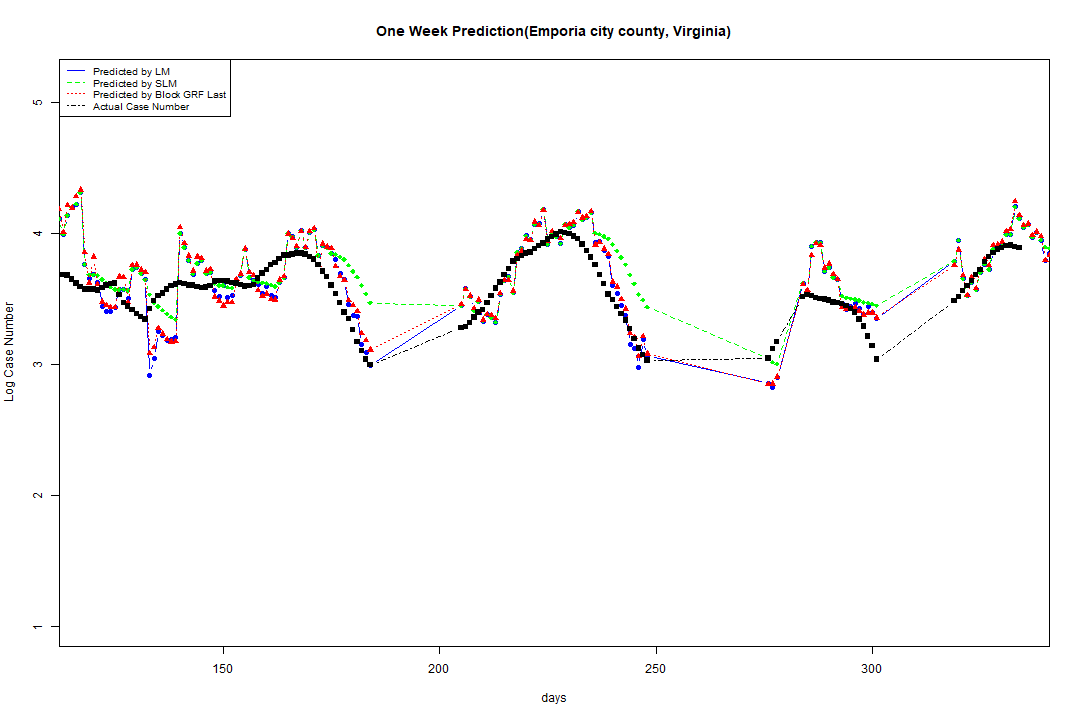 One Week Prediction(Emporia city county, Virginia)
Predicted by LM
Predicted by SLM
Predicted by Block GRF Last
Actual Case Number
5
4
3
2
1
Log Case Number
150
200
250
300
days